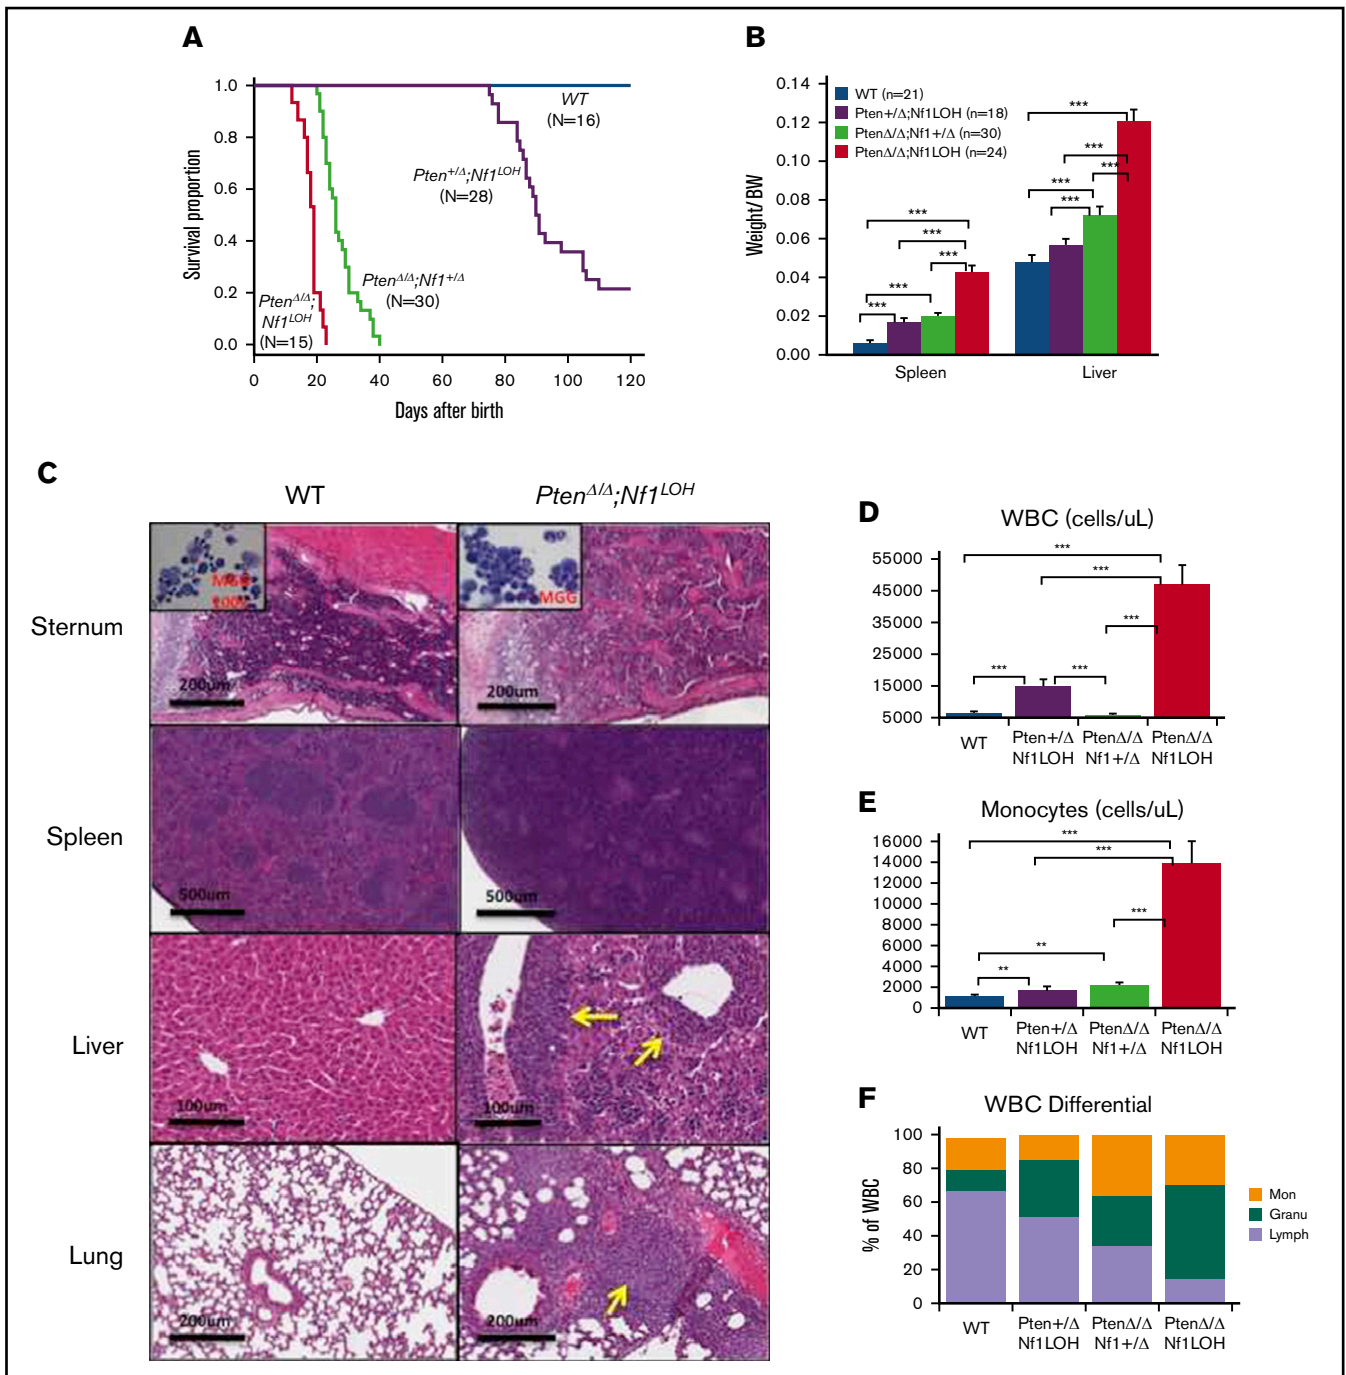 A
Survival proportion
1.0
0.8
0.6
0.4
0.2
0.0
0
20
40
60
80
100
120
Days after birth
WT
(N=16)
Pten+/Δ;Nf1LOH
(N=28)
PtenΔ/Δ;Nf1+/Δ
(N=30)
PtenΔ/Δ;
Nf1LOH
(N=15)
B
Weight/BW
0.14
0.12
0.10
0.08
0.06
0.04
0.02
0.00
WT (n=21)
Pten+/Δ;Nf1LOH (n=18)
PtenΔ/Δ;Nf1+/Δ (n=30)
PtenΔ/Δ;Nf1LOH (n=24)
***
***
***
***
***
***
***
***
***
***
Spleen
Liver
C
WT
PtenΔ/Δ;Nf1LOH
Sternum
MGG
MGG
200um
200um
Spleen
500um
500um
Liver
100um
100um
Lung
200um
200um
D
WBC (cells/uL)
55000
45000
35000
25000
15000
5000
***
***
***
***
***
WT
Pten+/Δ
Nf1LOH
PtenΔ/Δ
Nf1+/Δ
PtenΔ/Δ
Nf1LOH
E
Monocytes (cells/uL)
16000
14000
12000
10000
8000
6000
4000
2000
0
***
***
***
**
**
WT
Pten+/Δ
Nf1LOH
PtenΔ/Δ
Nf1+/Δ
PtenΔ/Δ
Nf1LOH
F
WBC Differential
% of WBC
100
80
60
40
20
0
Mon
Granu
Lymph
WT
Pten+/Δ
Nf1LOH
PtenΔ/Δ
Nf1+/Δ
PtenΔ/Δ
Nf1LOH